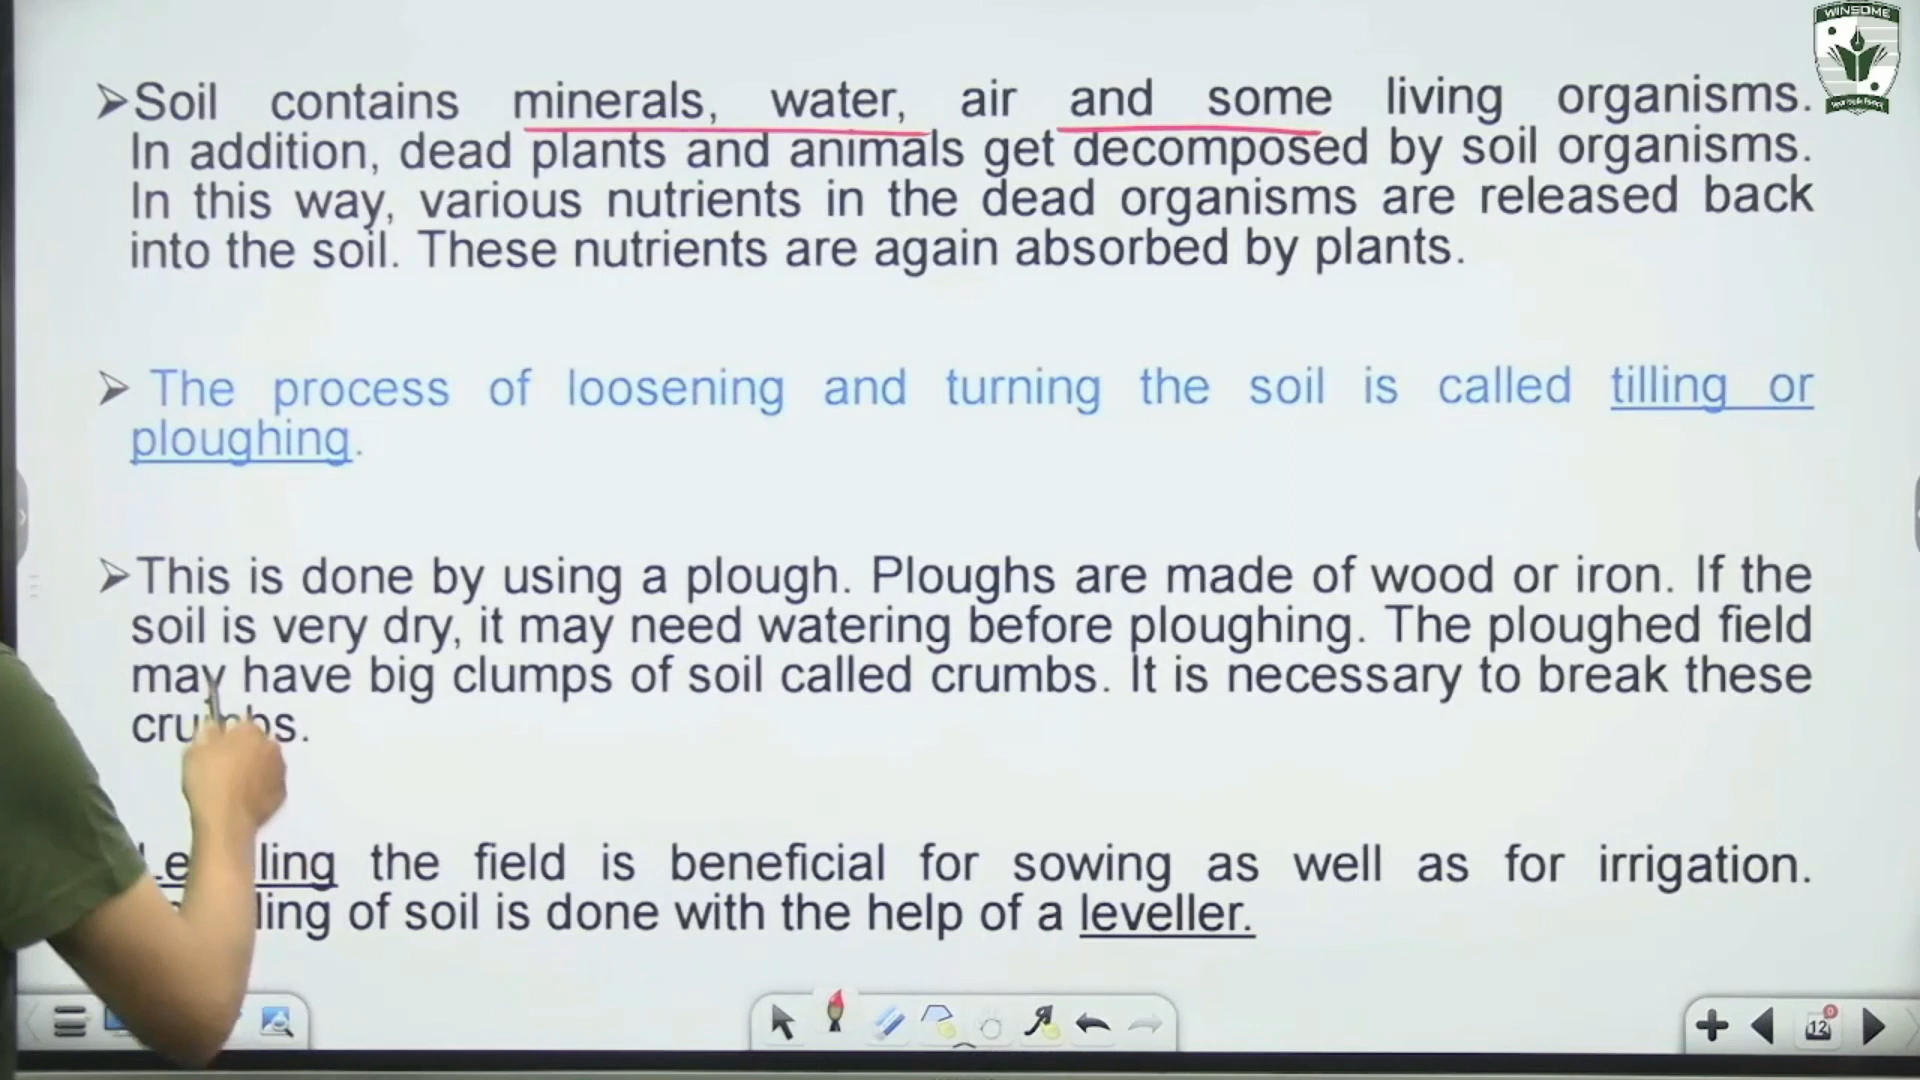 WINSOME
➢Soil contains minerals, water, air and some living organisms.
In addition, dead plants and animals get decomposed by soil organisms.
In this way, various nutrients in the dead organisms are released back
into the soil. These nutrients are again absorbed by plants.
➢ The process of loosening and turning the soil is called tilling or
ploughing.
➢This is done by using a plough. Ploughs are made of wood or iron. If the
soil is very dry, it may need watering before ploughing. The ploughed field
may have big clumps of soil called crumbs. It is necessary to break these
the field is beneficial for sowing as well as for irrigation.
of soil is done with the help of a leveller.
12